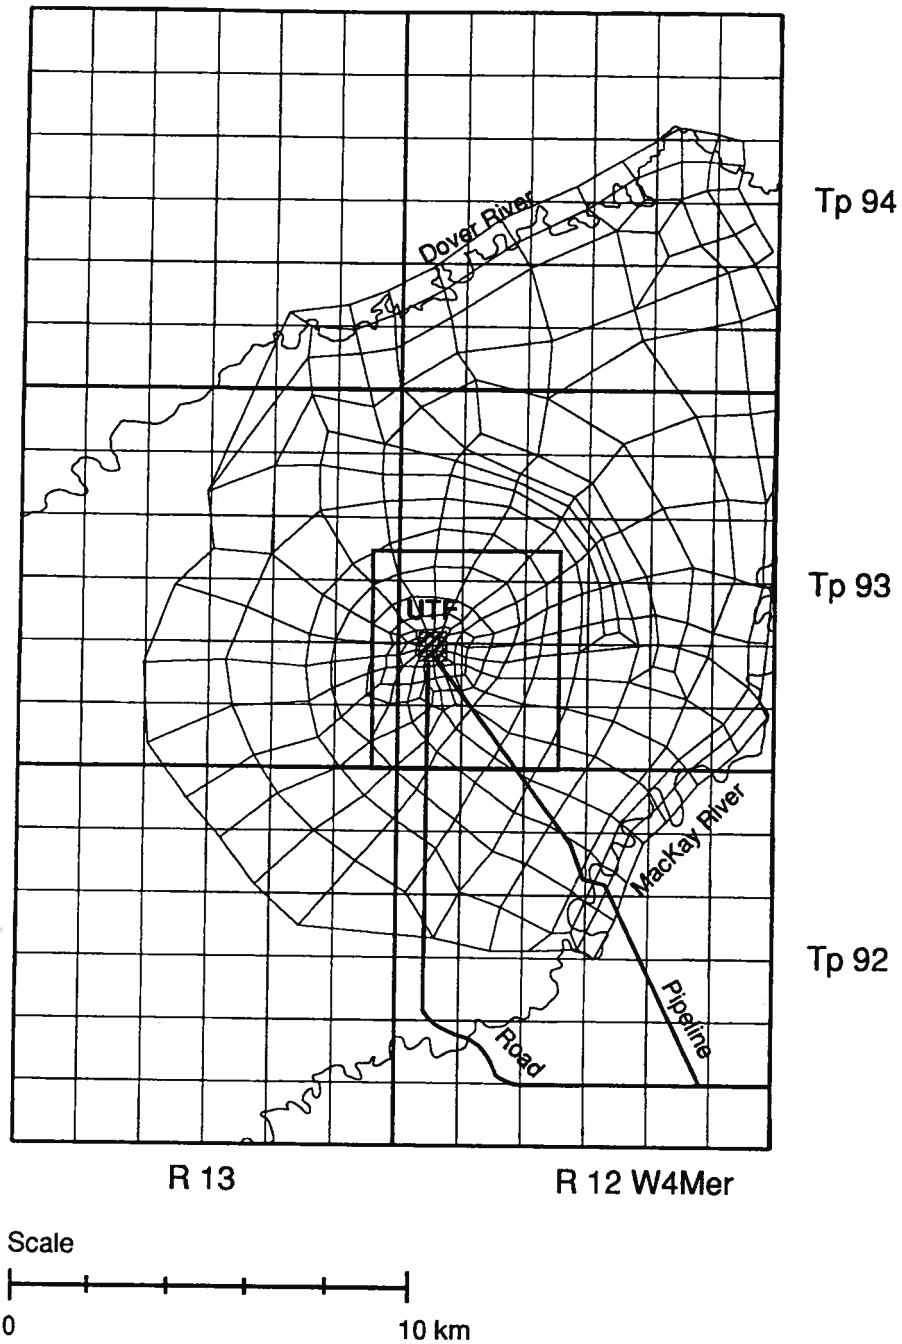 Tp 94
Dover River
Tp 93
UTF
MacKay River
Tp 92
Pipeline
Road
R 13
R 12 W4Mer
Scale
0
10 km